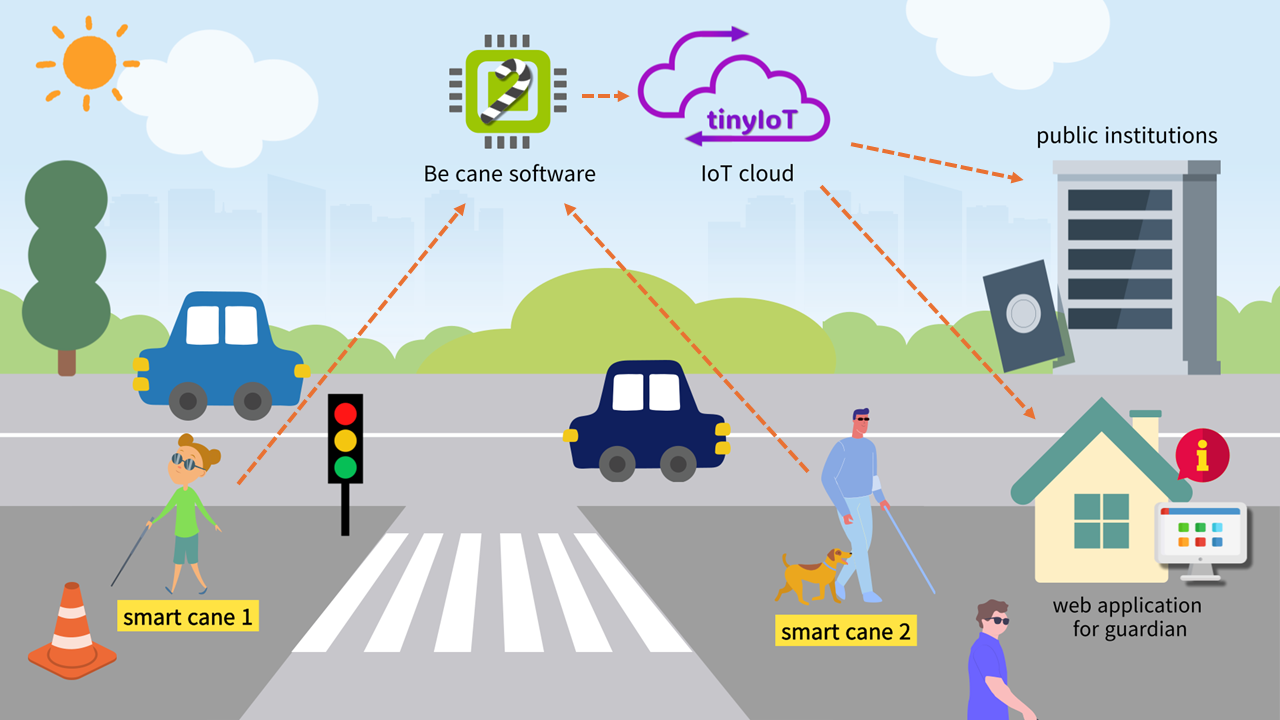 tinyIoT
public institutions
Be cane software
IoT cloud
smart cane 1
smart cane 2
web application
for guardian